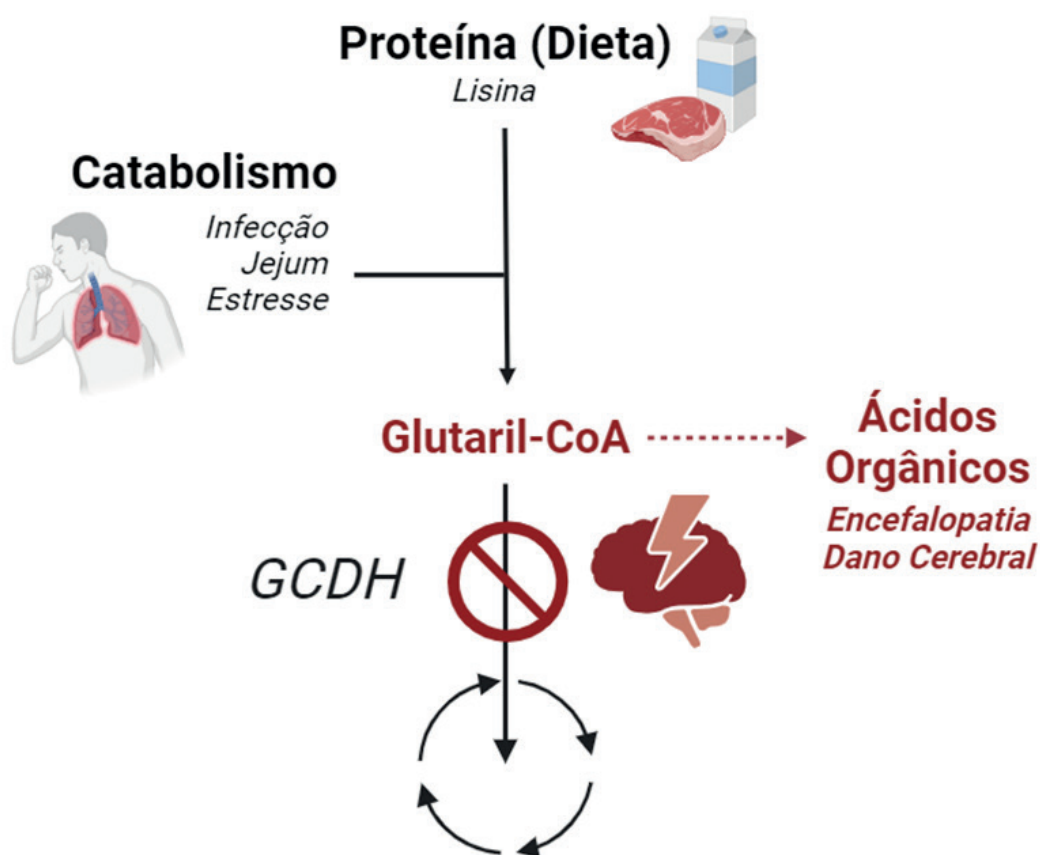 Proteína (Dieta)
Lisina
Catabolismo
Infecção
Jejum
Estresse
Glutaril-CoA
Ácidos
Orgânicos
Encefalopatia
Dano Cerebral
GCDH